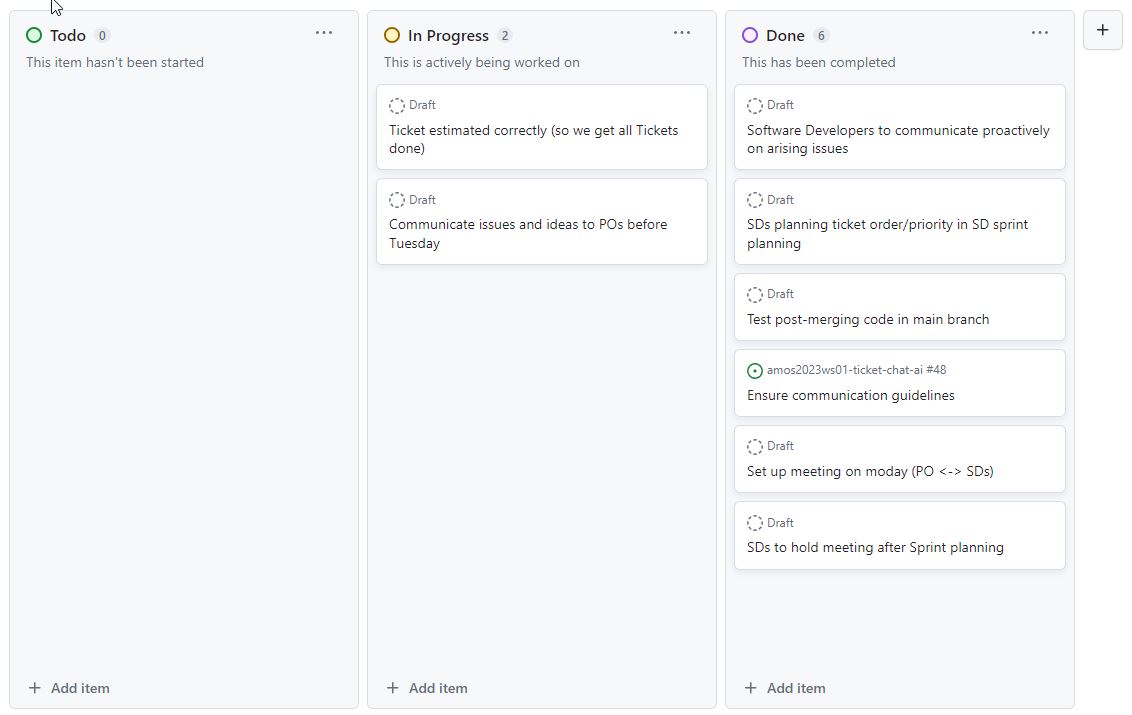 Todo 0
This item hasn't been started
+ Add item
In Progress 2
This is actively being worked on
Draft
Ticket estimated correctly (so we get all Tickets
done)
Draft
Communicate issues and ideas to POs before
Tuesday
+ Add item
Done 6
This has been completed
Draft
Software Developers to communicate proactively
on arising issues
Draft
SDs planning ticket order/priority in SD sprint
planning
Draft
Test post-merging code in main branch
amos2023ws01-ticket-chat-ai #48
Ensure communication guidelines
Draft
Set up meeting on moday (PO <-> SDs)
Draft
SDs to hold meeting after Sprint planning
+ Add item